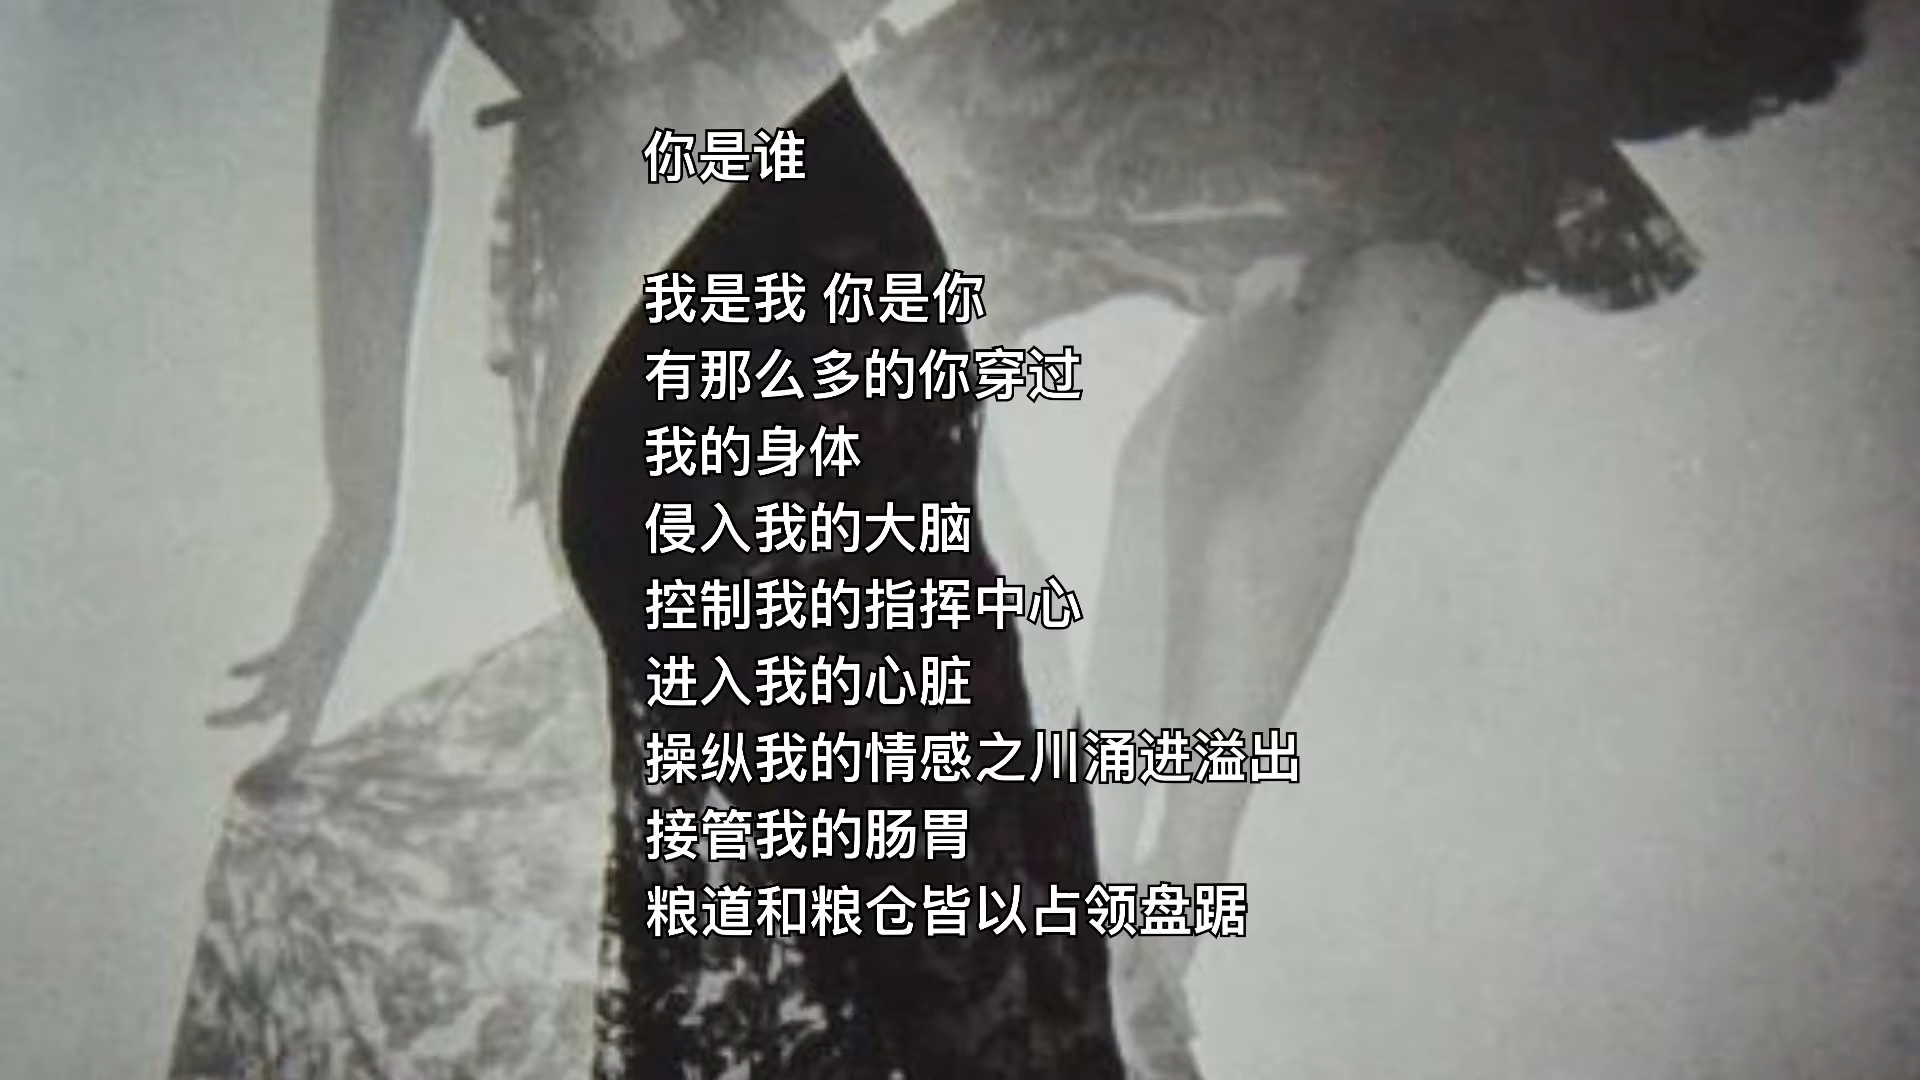 你是谁
我是我 你是你
有那么多的你穿过
我的身体
侵入我的大脑
控制我的指挥中心
进入我的心脏
操纵我的情感之川涌进溢出
接管我的肠胃
粮道和粮仓皆以占领盘踞